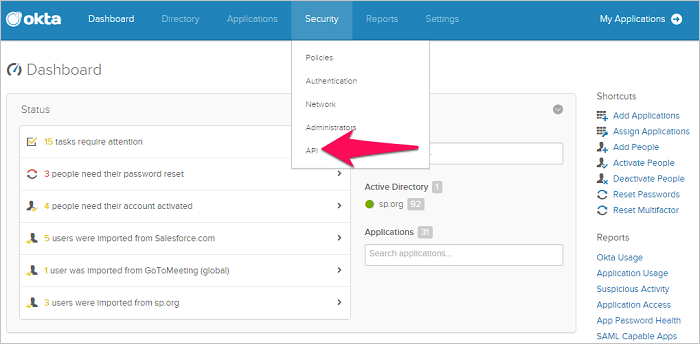 okta
Dashboard Directory Applications Security Reports Settings My Applications
Policies
Authentication
Network
Administrators
API
Dashboard
Status
15 tasks require attention
3 people need their password reset
4 people need their account activated
5 users were imported from Salesforce.com
1 user was imported from GoToMeeting (global)
3 users were imported from sp.org
Active Directory 1
sp.org 92
Applications 31
Search applications...
Shortcuts
Add Applications
Assign Applications
Add People
Activate People
Deactivate People
Reset Passwords
Reset Multifactor
Reports
Okta Usage
Application Usage
Suspicious Activity
Application Access
App Password Health
SAML Capable Apps